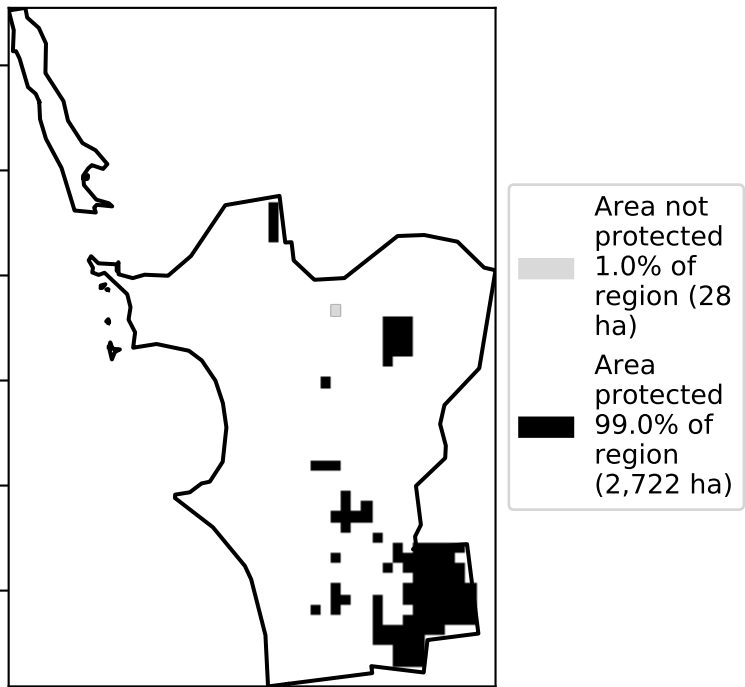 Area not
protected
1.0% of
region (28
ha)
Area
protected
99.0% of
region
(2,722 ha)